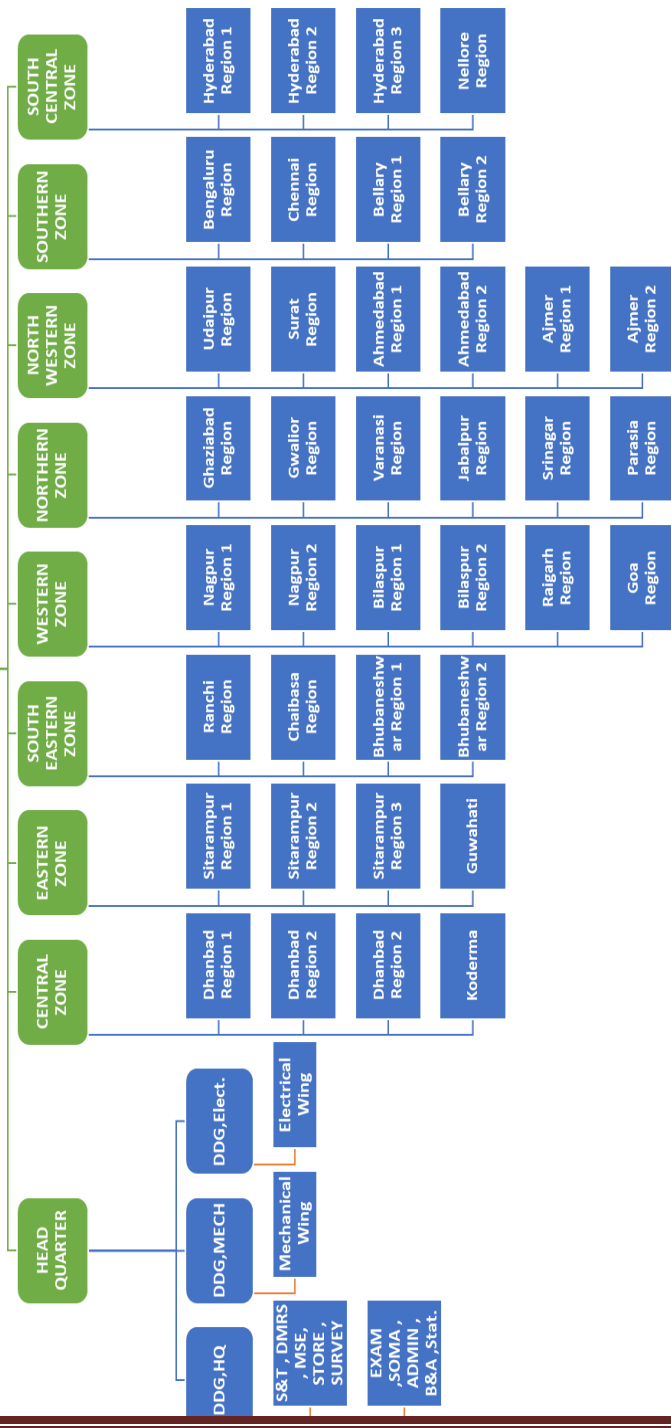 HEAD
QUARTER
DDG,HQ
S&T , DMRS
, MSE,
STORE ,
SURVEY
EXAM
,SOMA ,
ADMIN ,
B&A ,Stat.
DDG,MECH
Mechanical
Wing
DDG,Elect.
Electrical
Wing
CENTRAL
ZONE
Dhanbad
Region 1
Dhanbad
Region 2
Dhanbad
Region 2
Koderma
EASTERN
ZONE
Sitarampur
Region 1
Sitarampur
Region 2
Sitarampur
Region 3
Guwahati
SOUTH
EASTERN
ZONE
Ranchi
Region
Chaibasa
Region
Bhubaneshw
ar Region 1
Bhubaneshw
ar Region 2
WESTERN
ZONE
Nagpur
Region 1
Nagpur
Region 2
Bilaspur
Region 1
Bilaspur
Region 2
Raigarh
Region
Goa
Region
NORTHERN
ZONE
Ghaziabad
Region
Gwalior
Region
Varanasi
Region
Jabalpur
Region
Srinagar
Region
Parasia
Region
NORTH
WESTERN
ZONE
Udaipur
Region
Surat
Region
Ahmedabad
Region 1
Ahmedabad
Region 2
Ajmer
Region 1
Ajmer
Region 2
SOUTHERN
ZONE
Bengaluru
Region
Chennai
Region
Bellary
Region 1
Bellary
Region 2
SOUTH
CENTRAL
ZONE
Hyderabad
Region 1
Hyderabad
Region 2
Hyderabad
Region 3
Nellore
Region